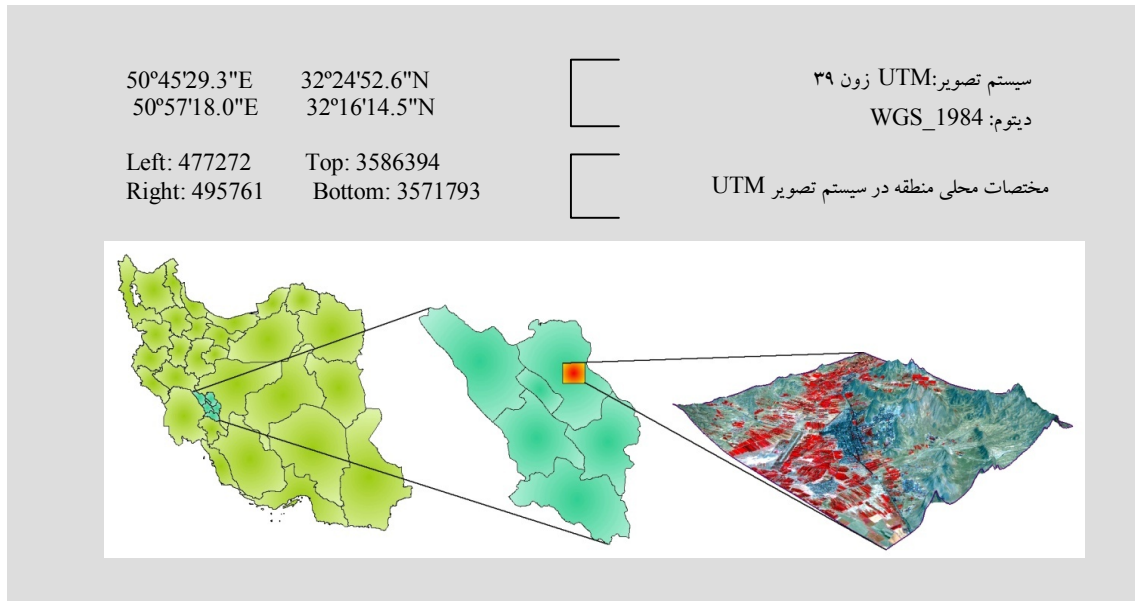 50º45'29.3"E 32º24'52.6"N
50º57'18.0"E 32º16'14.5"N
سیستم تصویر:UTM زون ۳۹
دیتوم: WGS_1984
Left: 477272 Top: 3586394
Right: 495761 Bottom: 3571793
مختصات محلی منطقه در سیستم تصویر UTM